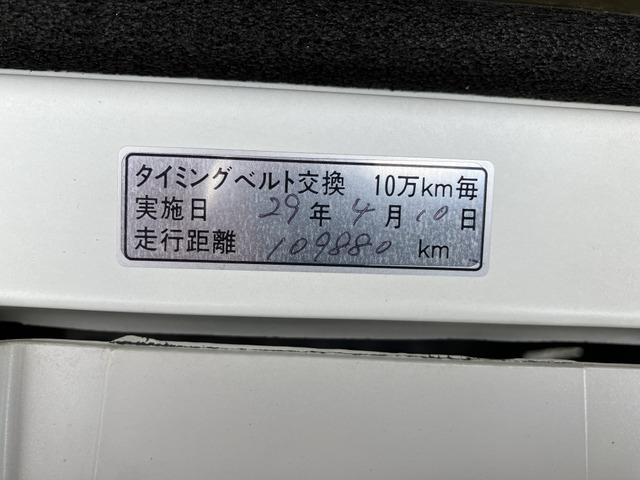 タイミングベルト交換 10万km毎
実施日 29年4月10日
走行距離 109880 km